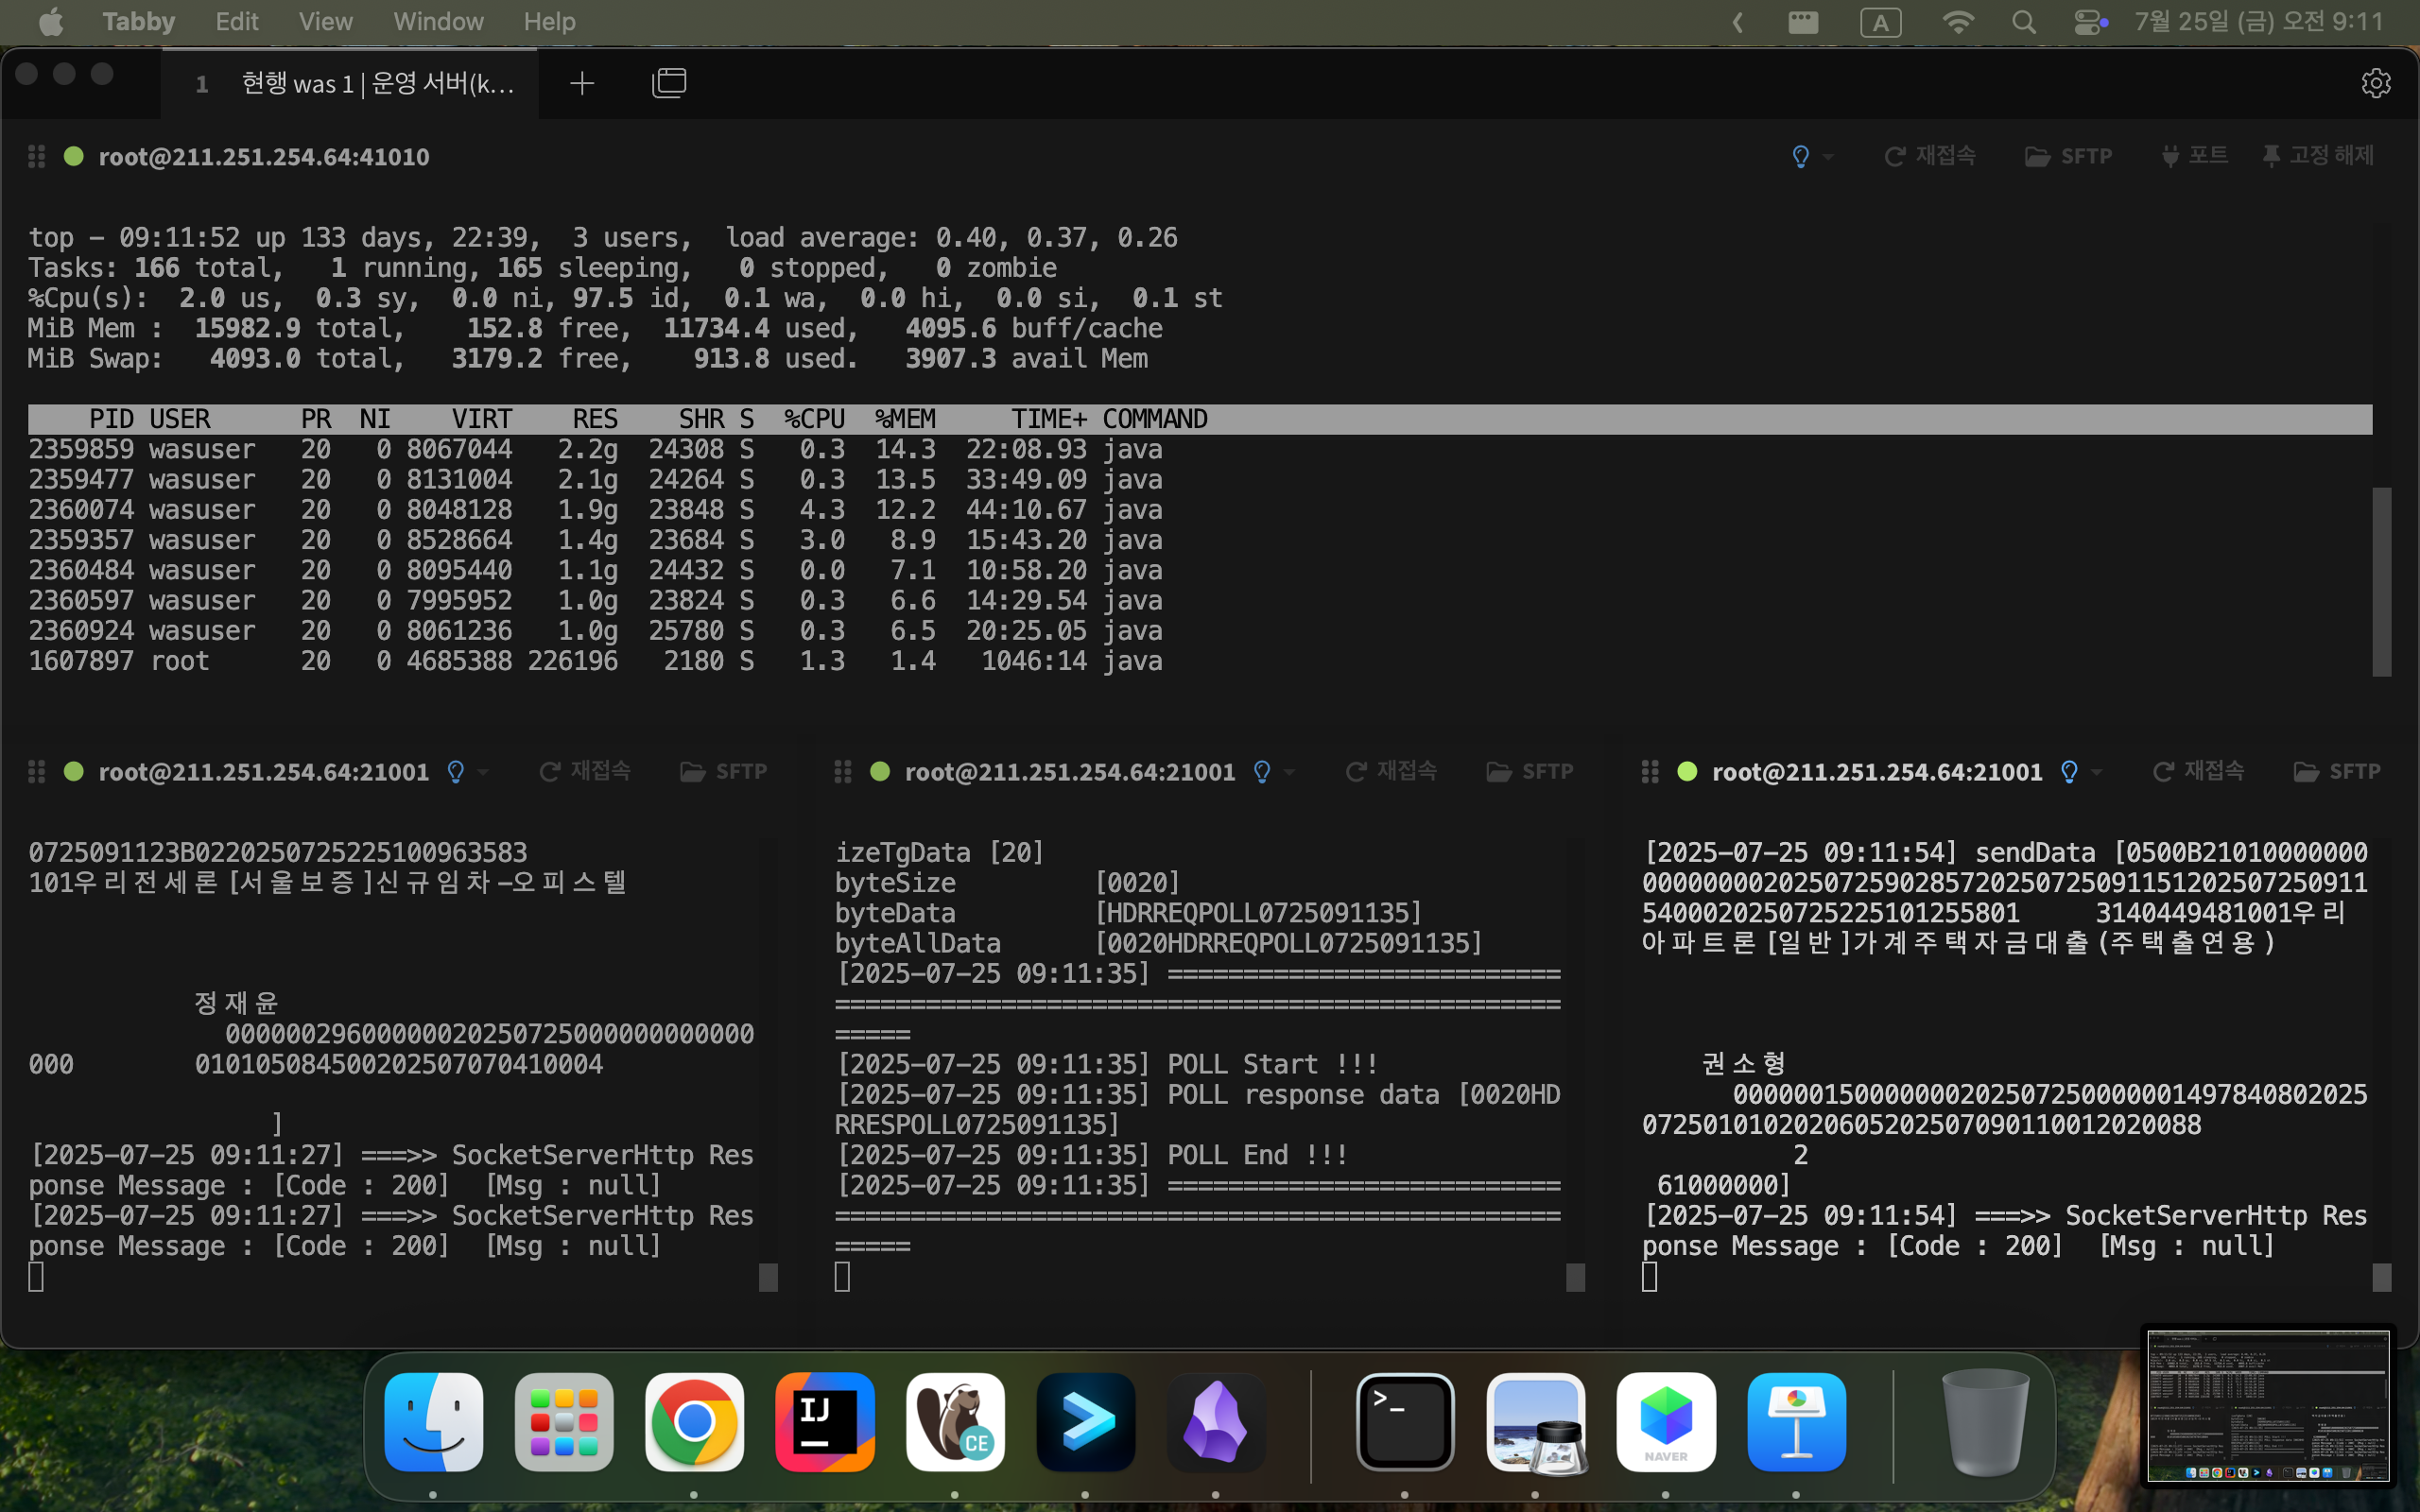 Tabby Edit View Window Help A 7월 25일 (금) 오전 9:11
1 현행 was 1 | 운영 서버(k...
root@211.251.254.64:41010 재접속 SFTP 포트 고정 해제
top - 09:11:52 up 133 days, 22:39, 3 users, load average: 0.40, 0.37, 0.26
Tasks: 166 total, 1 running, 165 sleeping, 0 stopped, 0 zombie
%Cpu(s): 2.0 us, 0.3 sy, 0.0 ni, 97.5 id, 0.1 wa, 0.0 hi, 0.0 si, 0.1 st
MiB Mem : 15982.9 total, 152.8 free, 11734.4 used, 4095.6 buff/cache
MiB Swap: 4093.0 total, 3179.2 free, 913.8 used. 3907.3 avail Mem
PID USER PR NI VIRT RES SHR S %CPU %MEM TIME+ COMMAND
2359859 wasuser 20 0 8067044 2.2g 24308 S 0.3 14.3 22:08.93 java
2359477 wasuser 20 0 8131004 2.1g 24264 S 0.3 13.5 33:49.09 java
2360074 wasuser 20 0 8048128 1.9g 23848 S 4.3 12.2 44:10.67 java
2359357 wasuser 20 0 8528664 1.4g 23684 S 3.0 8.9 15:43.20 java
2360484 wasuser 20 0 8095440 1.1g 24432 S 0.0 7.1 10:58.20 java
2360597 wasuser 20 0 7995952 1.0g 23824 S 0.3 6.6 14:29.54 java
2360924 wasuser 20 0 8061236 1.0g 25780 S 0.3 6.5 20:25.05 java
1607897 root 20 0 4685388 226196 2180 S 1.3 1.4 1046:14 java
root@211.251.254.64:21001 재접속 SFTP
0725091123B0220250725225100963583
101우리전세론 [서울보증]신규임차-오피스텔
정재윤
00000029600000020250725000000000000
000 010105084500202507070410004
]
[2025-07-25 09:11:27] ===>> SocketServerHttp Res
ponse Message : [Code : 200] [Msg : null]
[2025-07-25 09:11:27] ===>> SocketServerHttp Res
ponse Message : [Code : 200] [Msg : null]
root@211.251.254.64:21001 재접속 SFTP
izeTgData [20]
byteSize [0020]
byteData [HDRREQPOLL0725091135]
byteAllData [0020HDRREQPOLL0725091135]
[2025-07-25 09:11:35] ==========================
================================================
=====
[2025-07-25 09:11:35] POLL Start !!!
[2025-07-25 09:11:35] POLL response data [0020HD
RRESPOLL0725091135]
[2025-07-25 09:11:35] POLL End !!!
[2025-07-25 09:11:35] ==========================
================================================
=====
root@211.251.254.64:21001 재접속 SFTP
[2025-07-25 09:11:54] sendData [0500B21010000000
000000002025072590285720250725091151202507250911
5400020250725225101255801 3140449481001우리
아파트론 [일반]가계주택자금대출(주택출연용)
권소형
000000150000000202507250000001497840802025
0725010102020605202507090110012020088
2
61000000]
[2025-07-25 09:11:54] ===>> SocketServerHttp Res
ponse Message : [Code : 200] [Msg : null]
IJ
CE
>_
NAVER